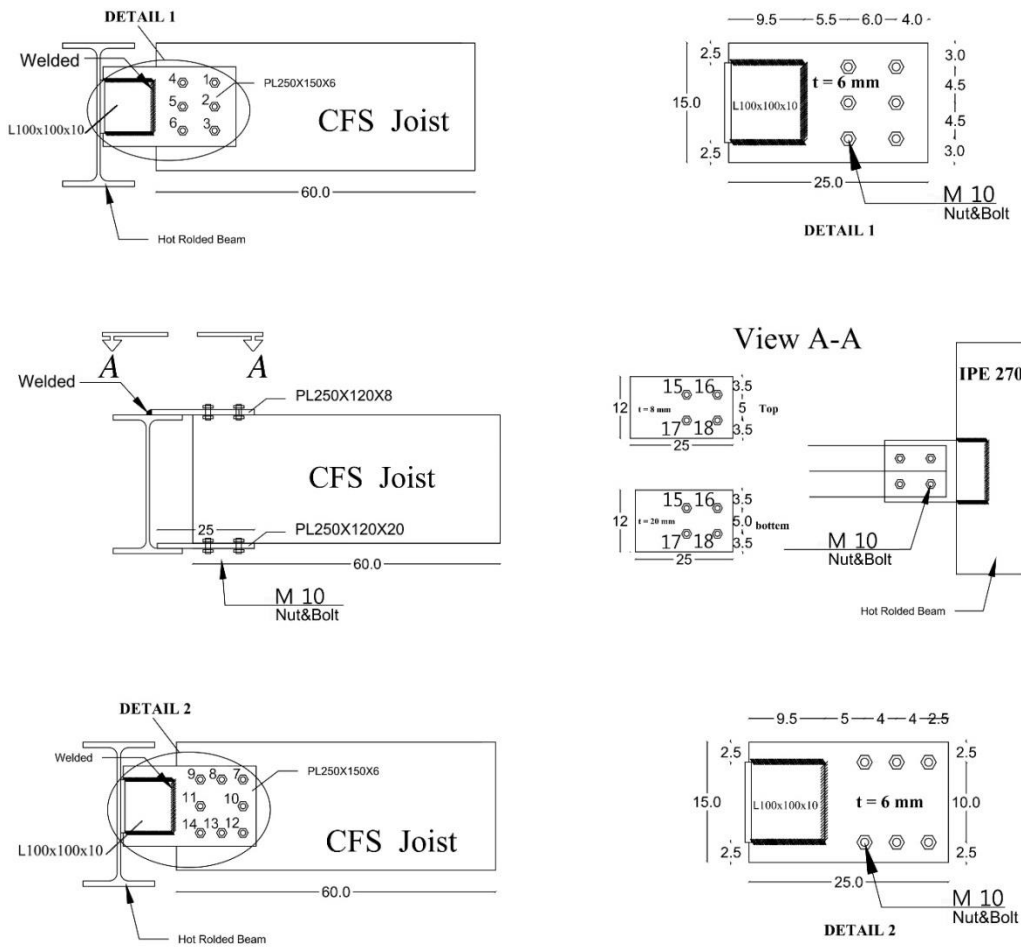 DETAIL 1
Welded
4 1
5 2
6 3
PL250X150X6
L100x100x10
CFS Joist
60.0
Hot Rolded Beam
9.5 5.5 6.0 4.0
2.5
15.0
2.5
L100x100x10
t = 6 mm
3.0
4.5
4.5
3.0
25.0
M 10
Nut&Bolt
DETAIL 1
A A
Welded
PL250X120X8
CFS Joist
25
PL250X120X20
60.0
M 10
Nut&Bolt
View A-A
12
15 16
t = 8 mm
17 18
3.5
5
3.5
Top
25
12
15 16
t = 20 mm
17 18
3.5
5.0
3.5
bottem
25
IPE 270
M 10
Nut&Bolt
Hot Rolded Beam
DETAIL 2
Welded
9 8 7
11 10
14 13 12
PL250X150X6
L100x100x10
CFS Joist
60.0
Hot Rolded Beam
9.5 5 4 4 2.5
2.5
15.0
2.5
L100x100x10
t = 6 mm
2.5
10.0
2.5
25.0
M 10
Nut&Bolt
DETAIL 2